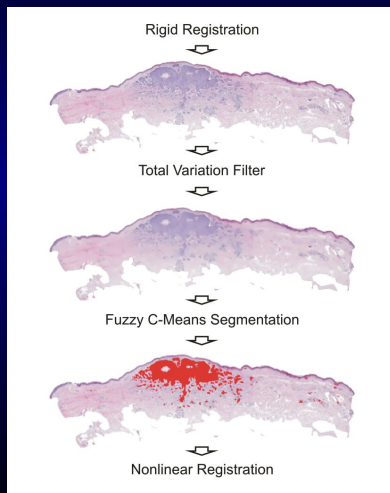 Rigid Registration
Total Variation Filter
Fuzzy C-Means Segmentation
Nonlinear Registration